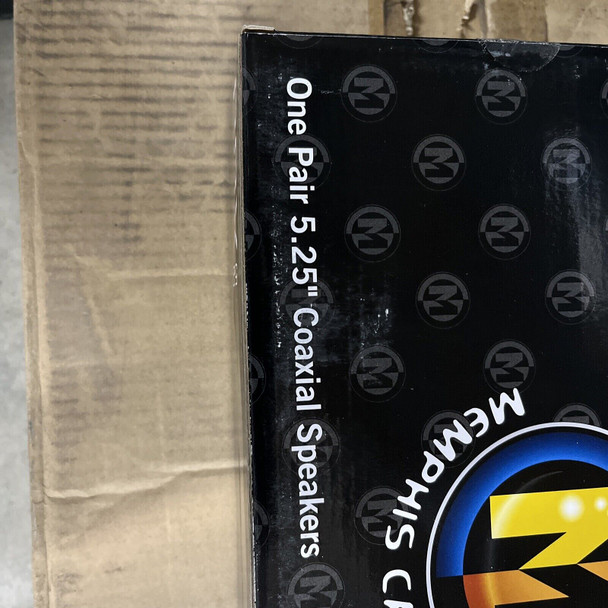 One Pair 5.25" Coaxial Speakers
MEMPHIS
M